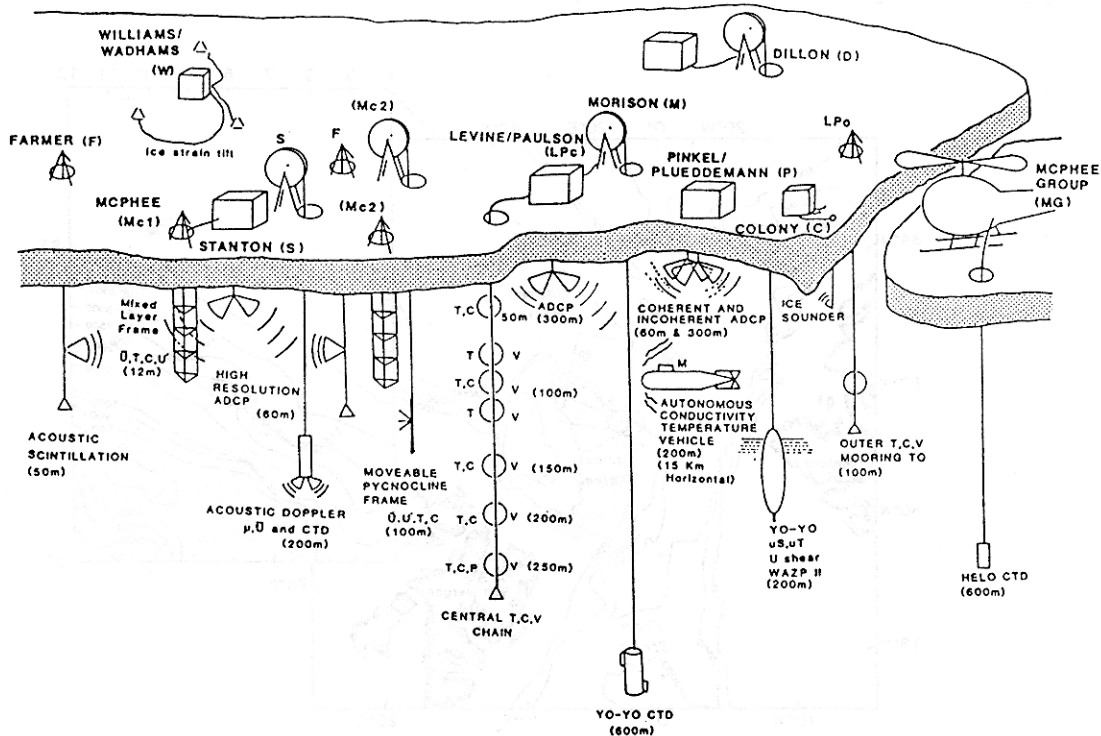 WILLIAMS/
WADHAMS
(W)
Ice strain tilt
FARMER (F)
MCPHEE
(Mc1)
S
STANTON (S)
F
(Mc2)
(Mc2)
LEVINE/PAULSON
(LPc)
MORISON (M)
DILLON (D)
PINKEL/
PLUEDDEMANN (P)
LPo
COLONY (C)
MCPHEE
GROUP
(MG)
Mixed
Layer
Frame
Ū,T,C,U'
(12m)
HIGH
RESOLUTION
ADCP
(60m)
ACOUSTIC
SCINTILLATION
(50m)
ACOUSTIC DOPPLER
μ,Ū and CTD
(200m)
MOVEABLE
PYCNOCLINE
FRAME
Ū.U'.T,C
(100m)
T,C 50m
T V
T,C V (100m)
T V
T,C V (150m)
T,C V (200m)
T,C,P V (250m)
CENTRAL T,C,V
CHAIN
ADCP
(300m)
COHERENT AND
INCOHERENT ADCP
(60m & 300m)
M
AUTONOMOUS
CONDUCTIVITY
TEMPERATURE
VEHICLE
(200m)
(15 Km
Horizontal)
YO-YO CTD
(600m)
ICE
SOUNDER
YO-YO
uS,uT
U shear
WAZP II
(200m)
OUTER T,C,V
MOORING TO
(100m)
HELO CTD
(600m)